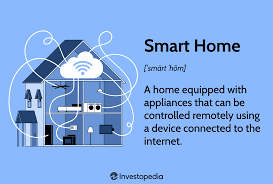 Smart Home
['smärt 'hōm]
A home equipped with
appliances that can be
controlled remotely using
a device connected to the
internet.
Investopedia